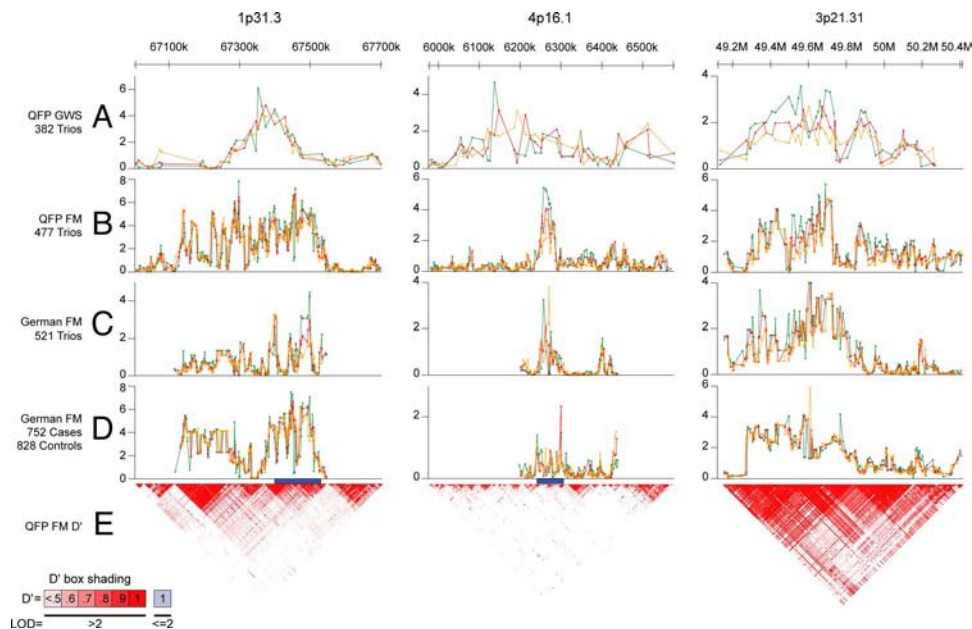 1p31.3 4p16.1 3p21.31
67100k 67300k 67500k 67700k 6000k 6100k 6200k 6300k 6400k 6500k 49.2M 49.4M 49.6M 49.8M 50M 50.2M 50.4M
QFP GWS
382 Trios
A
6
4
2
0
4
2
0
4
2
0
QFP FM
477 Trios
B
8
6
4
2
0
6
4
2
0
6
4
2
0
German FM
521 Trios
C
4
2
0
4
2
0
4
2
0
German FM
752 Cases
828 Controls
D
8
6
4
2
0
2
0
6
4
2
0
QFP FM D'
E
D' box shading
D'= <.5 .6 .7 .8 .9 1 1
LOD= >2 <=2